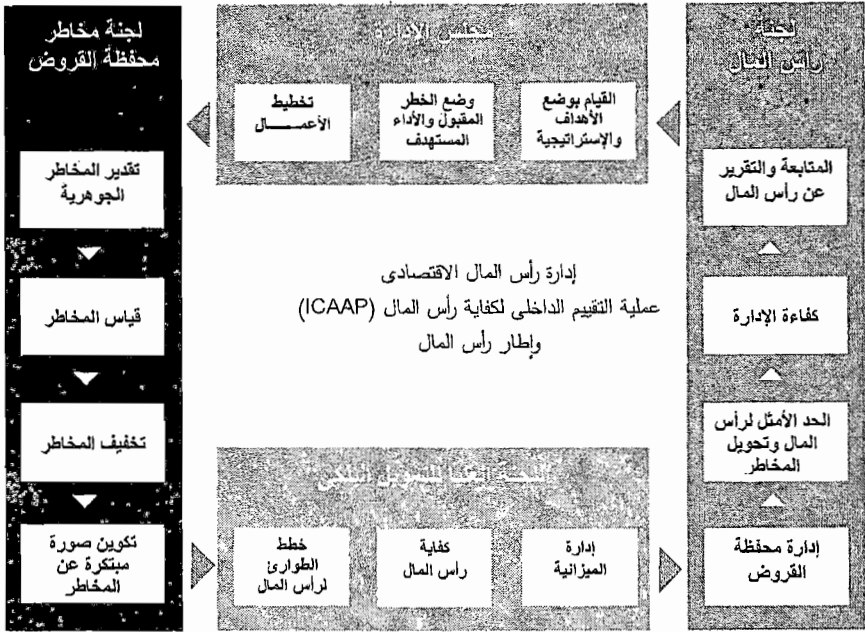 لجنة مخاطر
محفظة القروض
تقدير المخاطر
الجوهرية
قياس المخاطر
تخفيف المخاطر
تكوين صورة
مبتكرة عن
المخاطر
مجلس الإدارة
القيام بوضع
الأهداف
والإستراتيجية
وضع الخطر
المقبول والأداء
المستهدف
تخطيط
الأعمـــــال
لجنة
رأس المال
المتابعة والتقرير
عن رأس المال
كفاءة الإدارة
الحد الأمثل لرأس
المال وتحويل
المخاطر
إدارة محفظة
القروض
إدارة رأس المال الاقتصادى
عملية التقييم الداخلى لكفاية رأس المال (ICAAP)
وإطار رأس المال
إدارة
الميزانية
كفاية
رأس المال
خطط
الطوارئ
لرأس المال